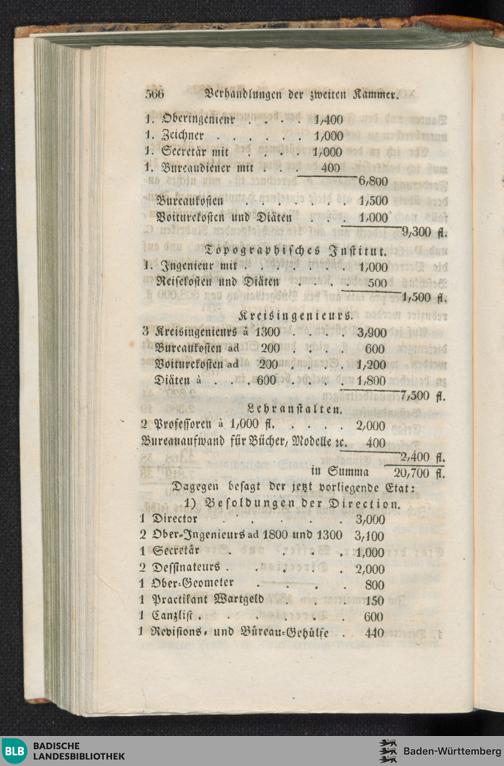 566 Verhandlungen der zweiten Kammer.
1. Oberingenieur . . . . 1,400
1. Zeichner . . . . . 1,000
1. Secretär mit . . . . 1,000
1. Bureaudiener mit . . . 400
6,800
Bureaukosten . . . . . 1,500
Voiturekosten und Diäten . . . 1,000
9,300 fl.
Topographisches Institut.
1. Ingenieur mit . . . . . . 1,000
Reisekosten und Diäten . . . . 500
1,500 fl.
Kreisingenieurs.
3 Kreisingenieurs à 1300 . . . . 3,900
Bureaukosten ad 200 . . . . 600
Voiturekosten ad 200 . . . . 1,200
Diäten à . . . 600 . . . . 1,800
7,500 fl.
Lehranstalten.
2 Professoren à 1,000 fl. . . . . 2,000
Bureauaufwand für Bücher, Modelle ꝛc. 400
2,400 fl.
in Summa 20,700 fl.
Dagegen besagt der jetzt vorliegende Etat:
1) Besoldungen der Direction.
1 Director . . . . . 3,000
2 Ober-Ingenieurs ad 1800 und 1300 3,100
1 Secretär . . . . . 1,000
2 Dessinateurs . . . . . 2,000
1 Ober-Geometer . . . . 800
1 Practikant Wartgeld . . . 150
1 Canzlist . . . . . 600
1 Revisions- und Büreau-Gehülfe . 440
BLB BADISCHE
LANDESBIBLIOTHEK
Baden-Württemberg